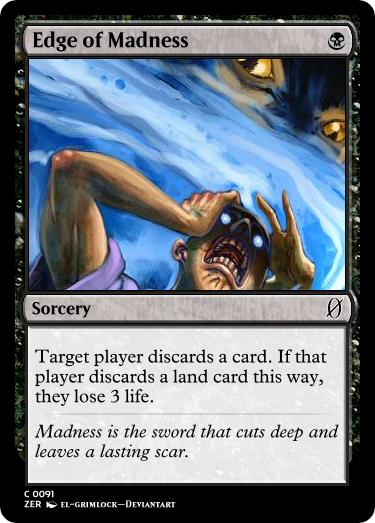 Edge of Madness
Sorcery
Target player discards a card. If that
player discards a land card this way,
they lose 3 life.
Madness is the sword that cuts deep and
leaves a lasting scar.
C 0091
ZER EL-GRIMLOCK—DEVIANTART